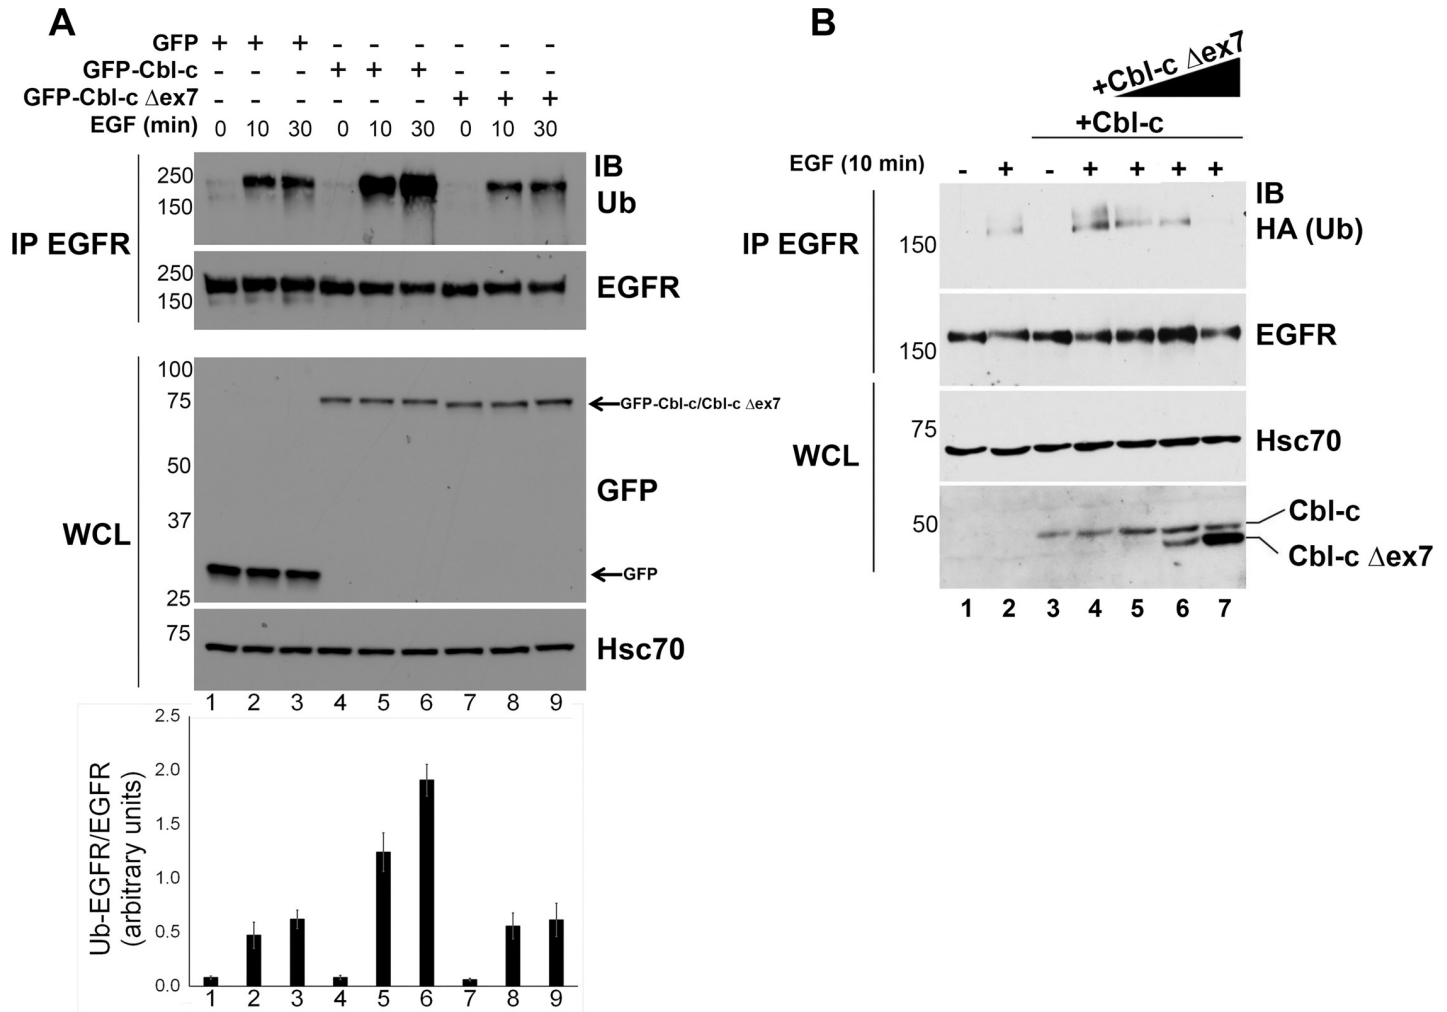 A
GFP + + + - - - - - -
GFP-Cbl-c - - - + + + - - -
GFP-Cbl-c Δex7 - - - - - - + + +
EGF (min) 0 10 30 0 10 30 0 10 30
IP EGFR
250
150
IB
Ub
250
150
EGFR
WCL
100
75
50
37
25
GFP-Cbl-c/Cbl-c Δex7
GFP
GFP
75
Hsc70
1 2 3 4 5 6 7 8 9
Ub-EGFR/EGFR
(arbitrary units)
2.5
2.0
1.5
1.0
0.5
0.0
1 2 3 4 5 6 7 8 9
B
+Cbl-c Δex7
+Cbl-c
EGF (10 min) - + - + + + +
IP EGFR
150
IB
HA (Ub)
150
EGFR
WCL
75
Hsc70
50
Cbl-c
Cbl-c Δex7
1 2 3 4 5 6 7